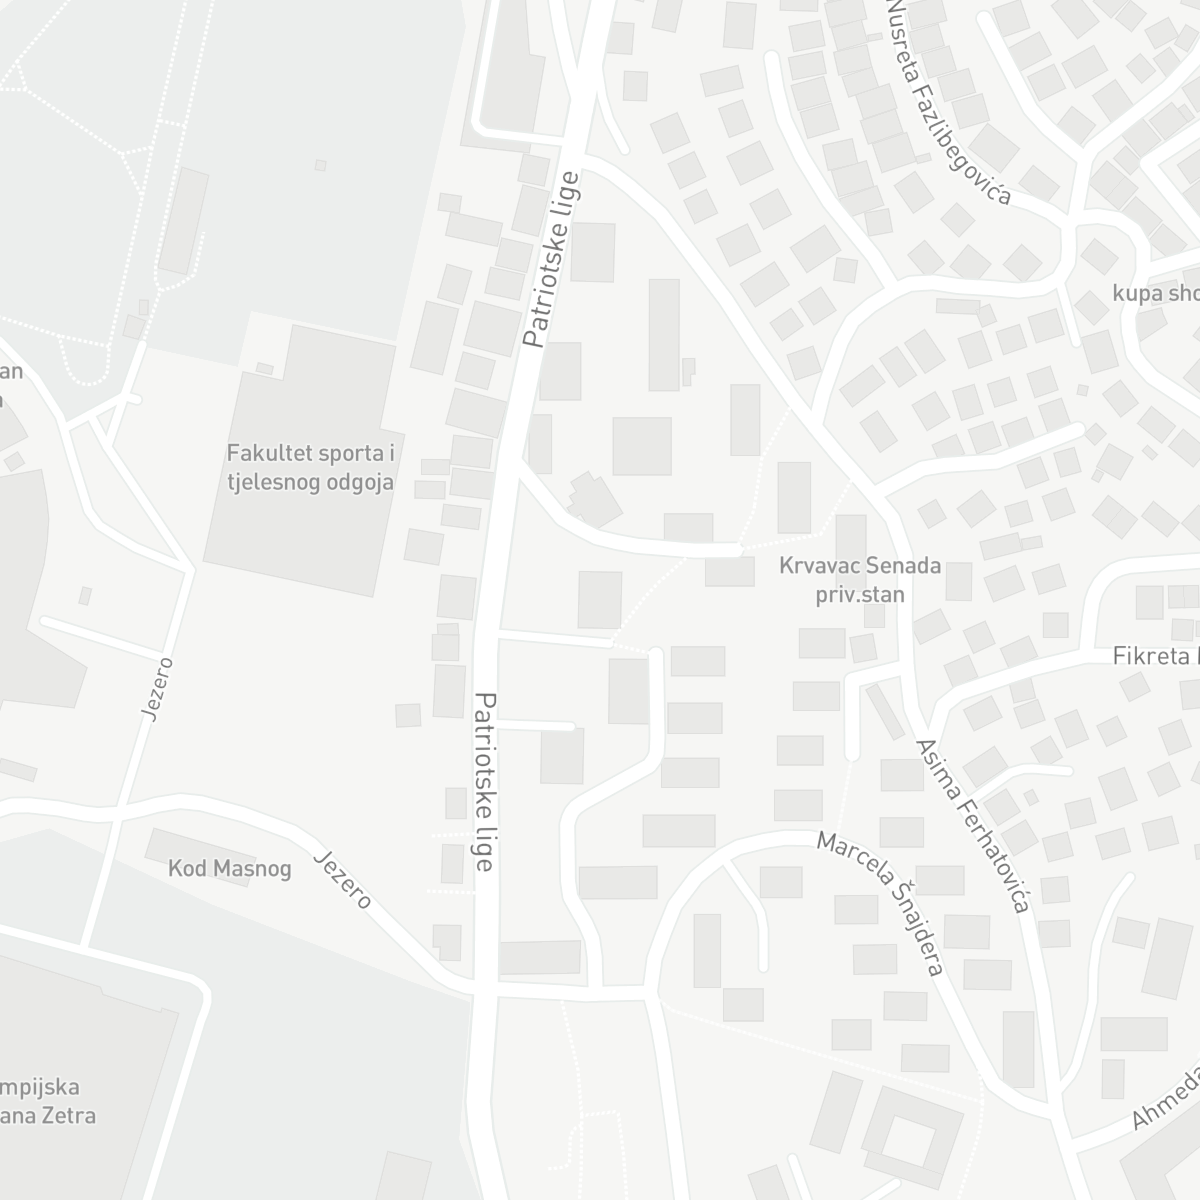 Nusreta Fazlibegovića
Patriotske lige
kupa sho
an
Fakultet sporta i
tjelesnog odgoja
Krvavac Senada
priv.stan
Fikreta
Jezero
Patriotske lige
Asima Ferhatovića
Marcela Šnajdera
Kod Masnog
Jezero
mpijska
ana Zetra
Ahmeda